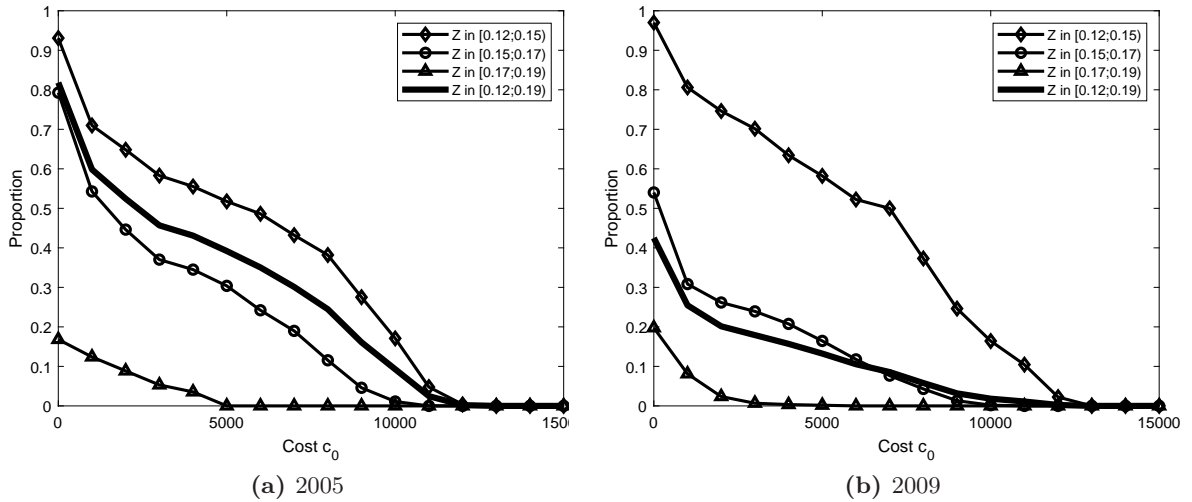 1
0.9
0.8
0.7
0.6
0.5
0.4
0.3
0.2
0.1
0
Proportion
0 5000 10000 1500
Cost c0
Z in [0.12;0.15)
Z in [0.15;0.17)
Z in [0.17;0.19)
Z in [0.12;0.19)
(a) 2005
1
0.9
0.8
0.7
0.6
0.5
0.4
0.3
0.2
0.1
0
Proportion
0 5000 10000 15000
Cost c0
Z in [0.12;0.15)
Z in [0.15;0.17)
Z in [0.17;0.19)
Z in [0.12;0.19)
(b) 2009